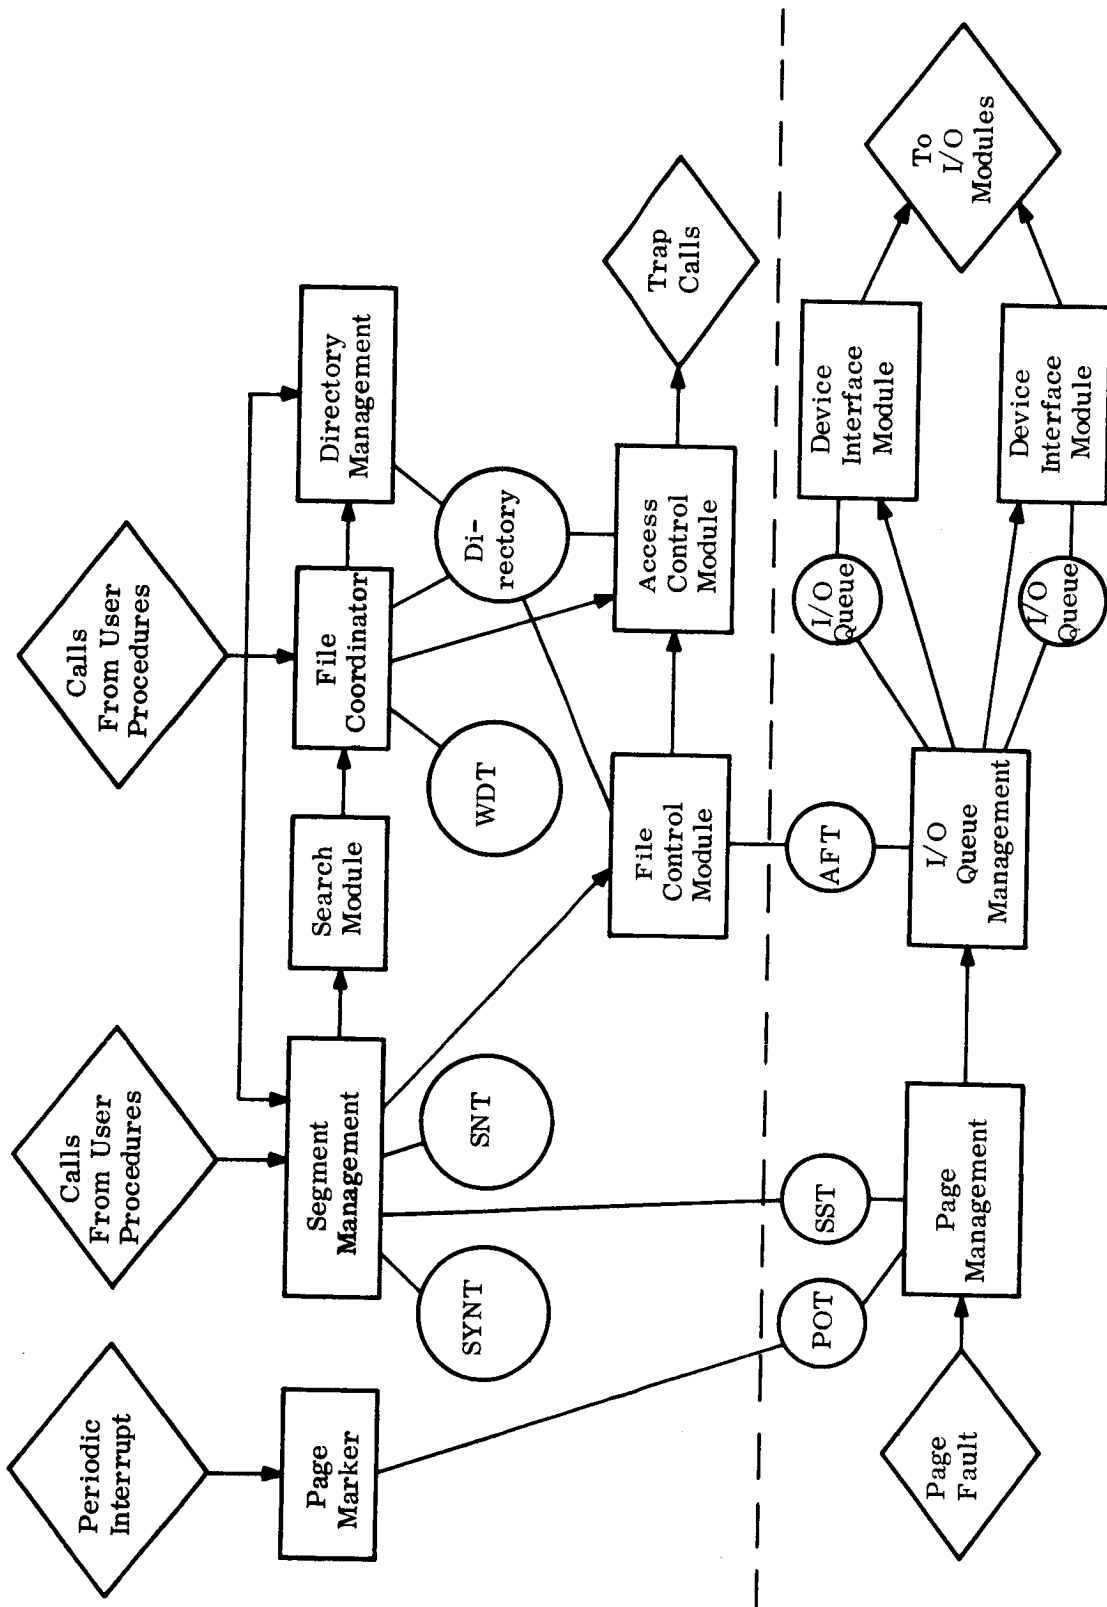 Periodic
Interrupt
Calls
From User
Procedures
Calls
From User
Procedures
Page
Marker
Segment
Management
Search
Module
File
Coordinator
Directory
Management
SYNT
SNT
WDT
Di-
rectory
File
Control
Module
Access
Control
Module
Trap
Calls
POT
SST
AFT
I/O
Queue
I/O
Queue
Page
Fault
Page
Management
I/O
Queue
Management
Device
Interface
Module
Device
Interface
Module
To
I/O
Modules